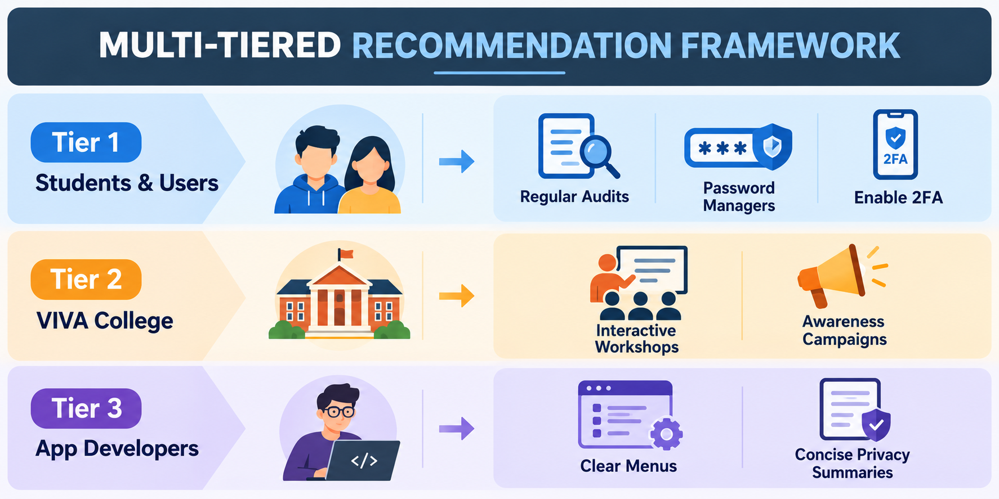 MULTI-TIERED RECOMMENDATION FRAMEWORK
Tier 1
Students & Users
Regular Audits
***
Password
Managers
2FA
Enable 2FA
Tier 2
VIVA College
Interactive
Workshops
Awareness
Campaigns
Tier 3
App Developers
</>
Clear Menus
Concise Privacy
Summaries